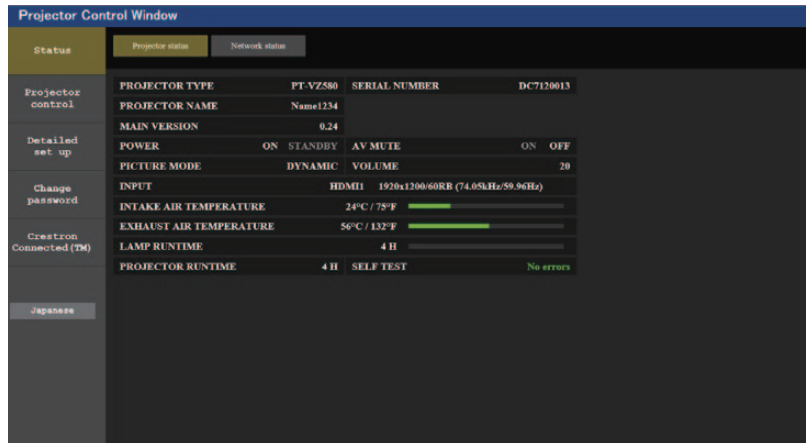 Projector Control Window
Status
Projector status
Network status
Projector control
Detailed set up
Change password
Crestron Connected(TM)
Japanese
PROJECTOR TYPE PT-VZ580 SERIAL NUMBER DC7120013
PROJECTOR NAME Name1234
MAIN VERSION 0.24
POWER ON STANDBY AV MUTE ON OFF
PICTURE MODE DYNAMIC VOLUME 20
INPUT HDMI1 1920x1200/60RB (74.05kHz/59.96Hz)
INTAKE AIR TEMPERATURE 24°C / 75°F
EXHAUST AIR TEMPERATURE 56°C / 132°F
LAMP RUNTIME 4 H
PROJECTOR RUNTIME 4 H SELF TEST No errors